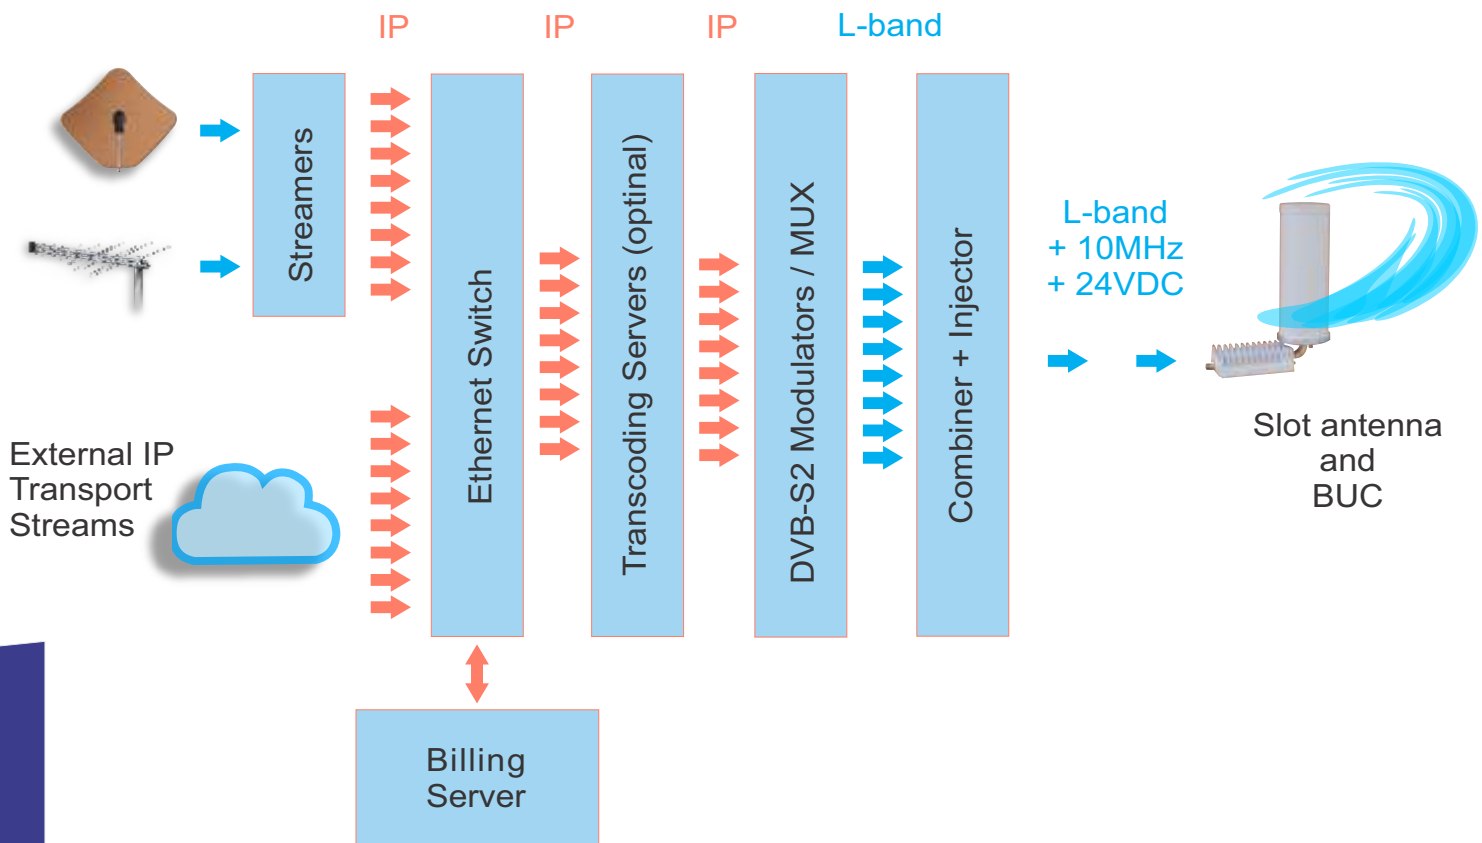 IP
IP
IP
L-band
Streamers
Ethernet Switch
Transcoding Servers (optinal)
DVB-S2 Modulators / MUX
Combiner + Injector
L-band
+ 10MHz
+ 24VDC
Slot antenna
and
BUC
External IP
Transport
Streams
Billing
Server